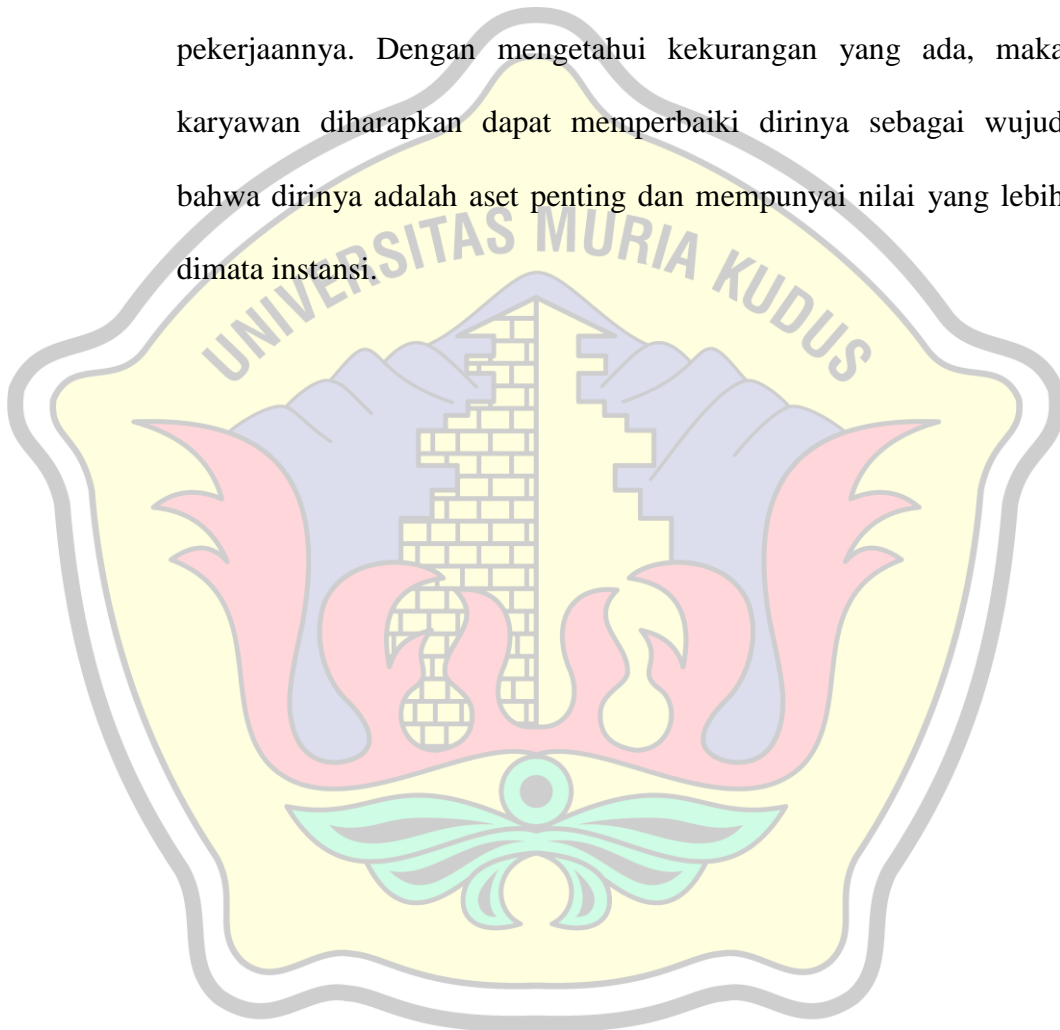 pekerjaannya. Dengan mengetahui kekurangan yang ada, maka
karyawan diharapkan dapat memperbaiki dirinya sebagai wujud
bahwa dirinya adalah aset penting dan mempunyai nilai yang lebih
dimata instansi.
UNIVERSITAS MURIA KUDUS